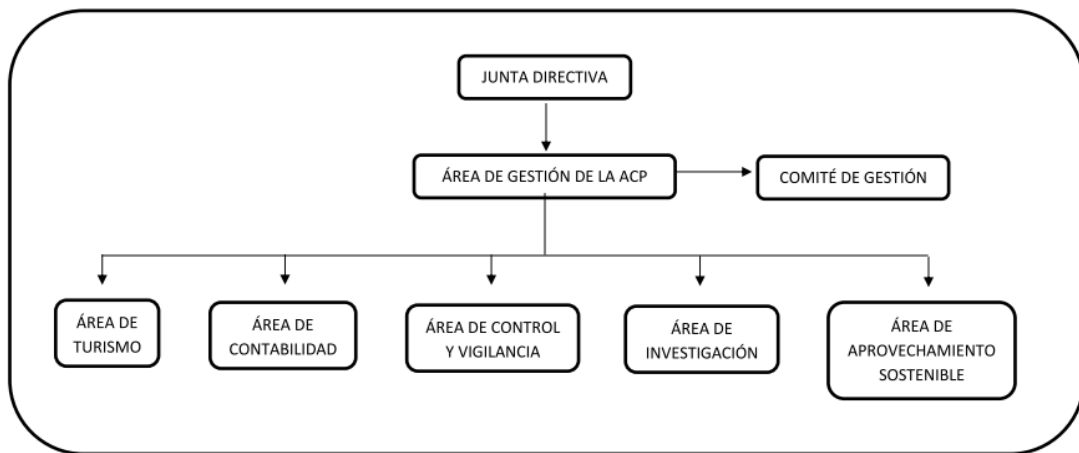 JUNTA DIRECTIVA
ÁREA DE GESTIÓN DE LA ACP
COMITÉ DE GESTIÓN
ÁREA DE
TURISMO
ÁREA DE
CONTABILIDAD
ÁREA DE CONTROL
Y VIGILANCIA
ÁREA DE
INVESTIGACIÓN
ÁREA DE
APROVECHAMIENTO
SOSTENIBLE